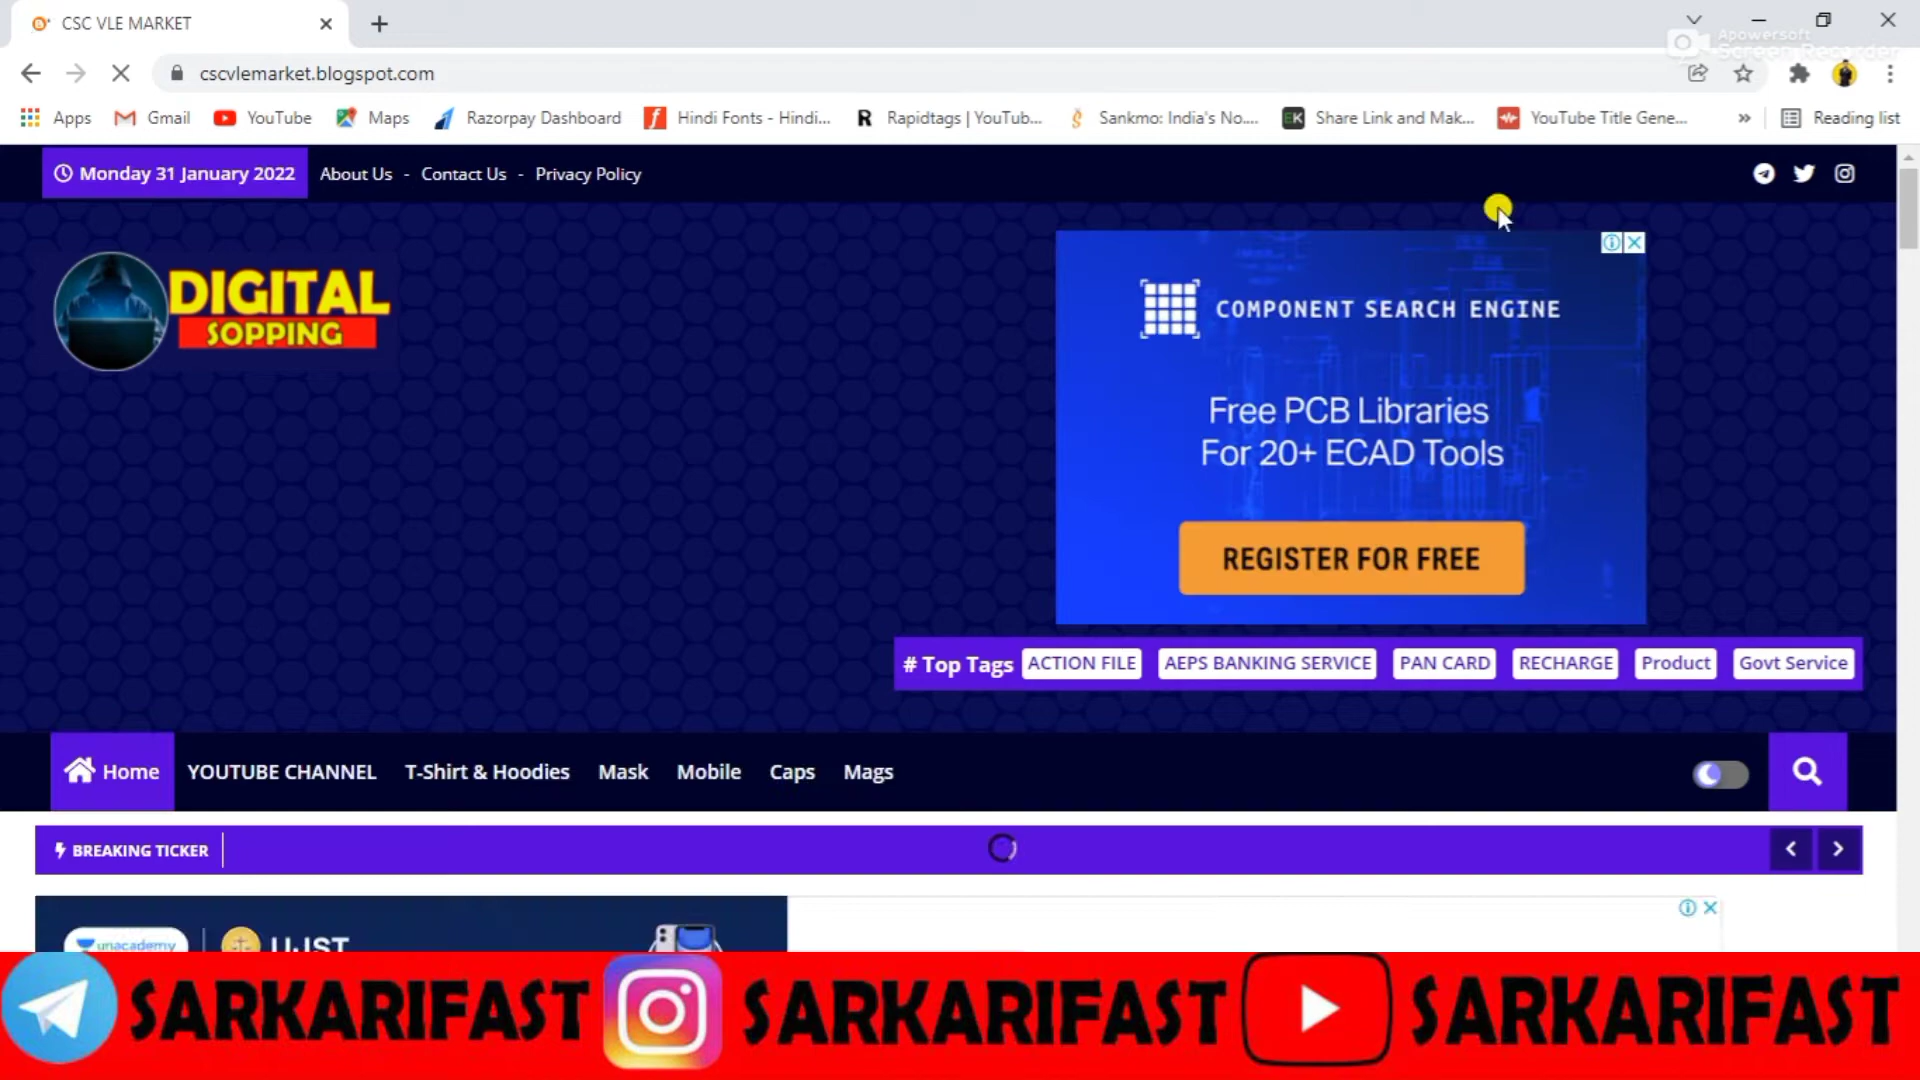 CSC VLE MARKET
Apowersoft
Screen Recorder
cscvlemarket.blogspot.com
Apps Gmail YouTube Maps Razorpay Dashboard Hindi Fonts - Hindi... Rapidtags | YouTub... Sankmo: India's No.... Share Link and Mak... YouTube Title Gene... » Reading list
Monday 31 January 2022 About Us - Contact Us - Privacy Policy
DIGITAL
SOPPING
COMPONENT SEARCH ENGINE
Free PCB Libraries
For 20+ ECAD Tools
REGISTER FOR FREE
# Top Tags ACTION FILE AEPS BANKING SERVICE PAN CARD RECHARGE Product Govt Service
Home YOUTUBE CHANNEL T-Shirt & Hoodies Mask Mobile Caps Mags
BREAKING TICKER
unacademy
SARKARIFAST SARKARIFAST SARKARIFAST